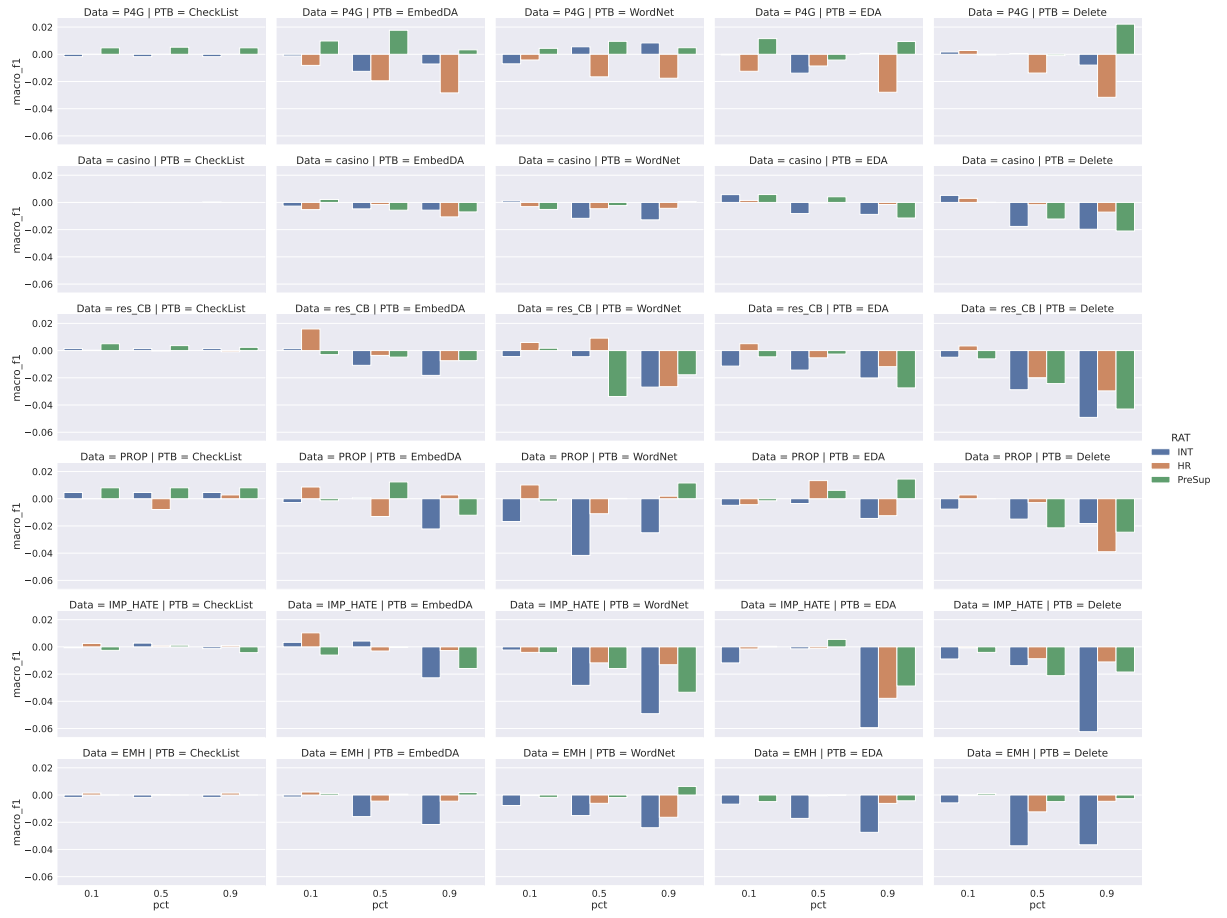 Data = P4G | PTB = CheckList
Data = P4G | PTB = EmbedDA
Data = P4G | PTB = WordNet
Data = P4G | PTB = EDA
Data = P4G | PTB = Delete
0.02
0.00
−0.02
−0.04
−0.06
macro_f1
Data = casino | PTB = CheckList
Data = casino | PTB = EmbedDA
Data = casino | PTB = WordNet
Data = casino | PTB = EDA
Data = casino | PTB = Delete
0.02
0.00
−0.02
−0.04
−0.06
macro_f1
Data = res_CB | PTB = CheckList
Data = res_CB | PTB = EmbedDA
Data = res_CB | PTB = WordNet
Data = res_CB | PTB = EDA
Data = res_CB | PTB = Delete
0.02
0.00
−0.02
−0.04
−0.06
macro_f1
Data = PROP | PTB = CheckList
Data = PROP | PTB = EmbedDA
Data = PROP | PTB = WordNet
Data = PROP | PTB = EDA
Data = PROP | PTB = Delete
0.02
0.00
−0.02
−0.04
−0.06
macro_f1
Data = IMP_HATE | PTB = CheckList
Data = IMP_HATE | PTB = EmbedDA
Data = IMP_HATE | PTB = WordNet
Data = IMP_HATE | PTB = EDA
Data = IMP_HATE | PTB = Delete
0.02
0.00
−0.02
−0.04
−0.06
macro_f1
Data = EMH | PTB = CheckList
Data = EMH | PTB = EmbedDA
Data = EMH | PTB = WordNet
Data = EMH | PTB = EDA
Data = EMH | PTB = Delete
0.02
0.00
−0.02
−0.04
−0.06
macro_f1
0.1 0.5 0.9
pct
0.1 0.5 0.9
pct
0.1 0.5 0.9
pct
0.1 0.5 0.9
pct
0.1 0.5 0.9
pct
RAT
INT
HR
PreSup